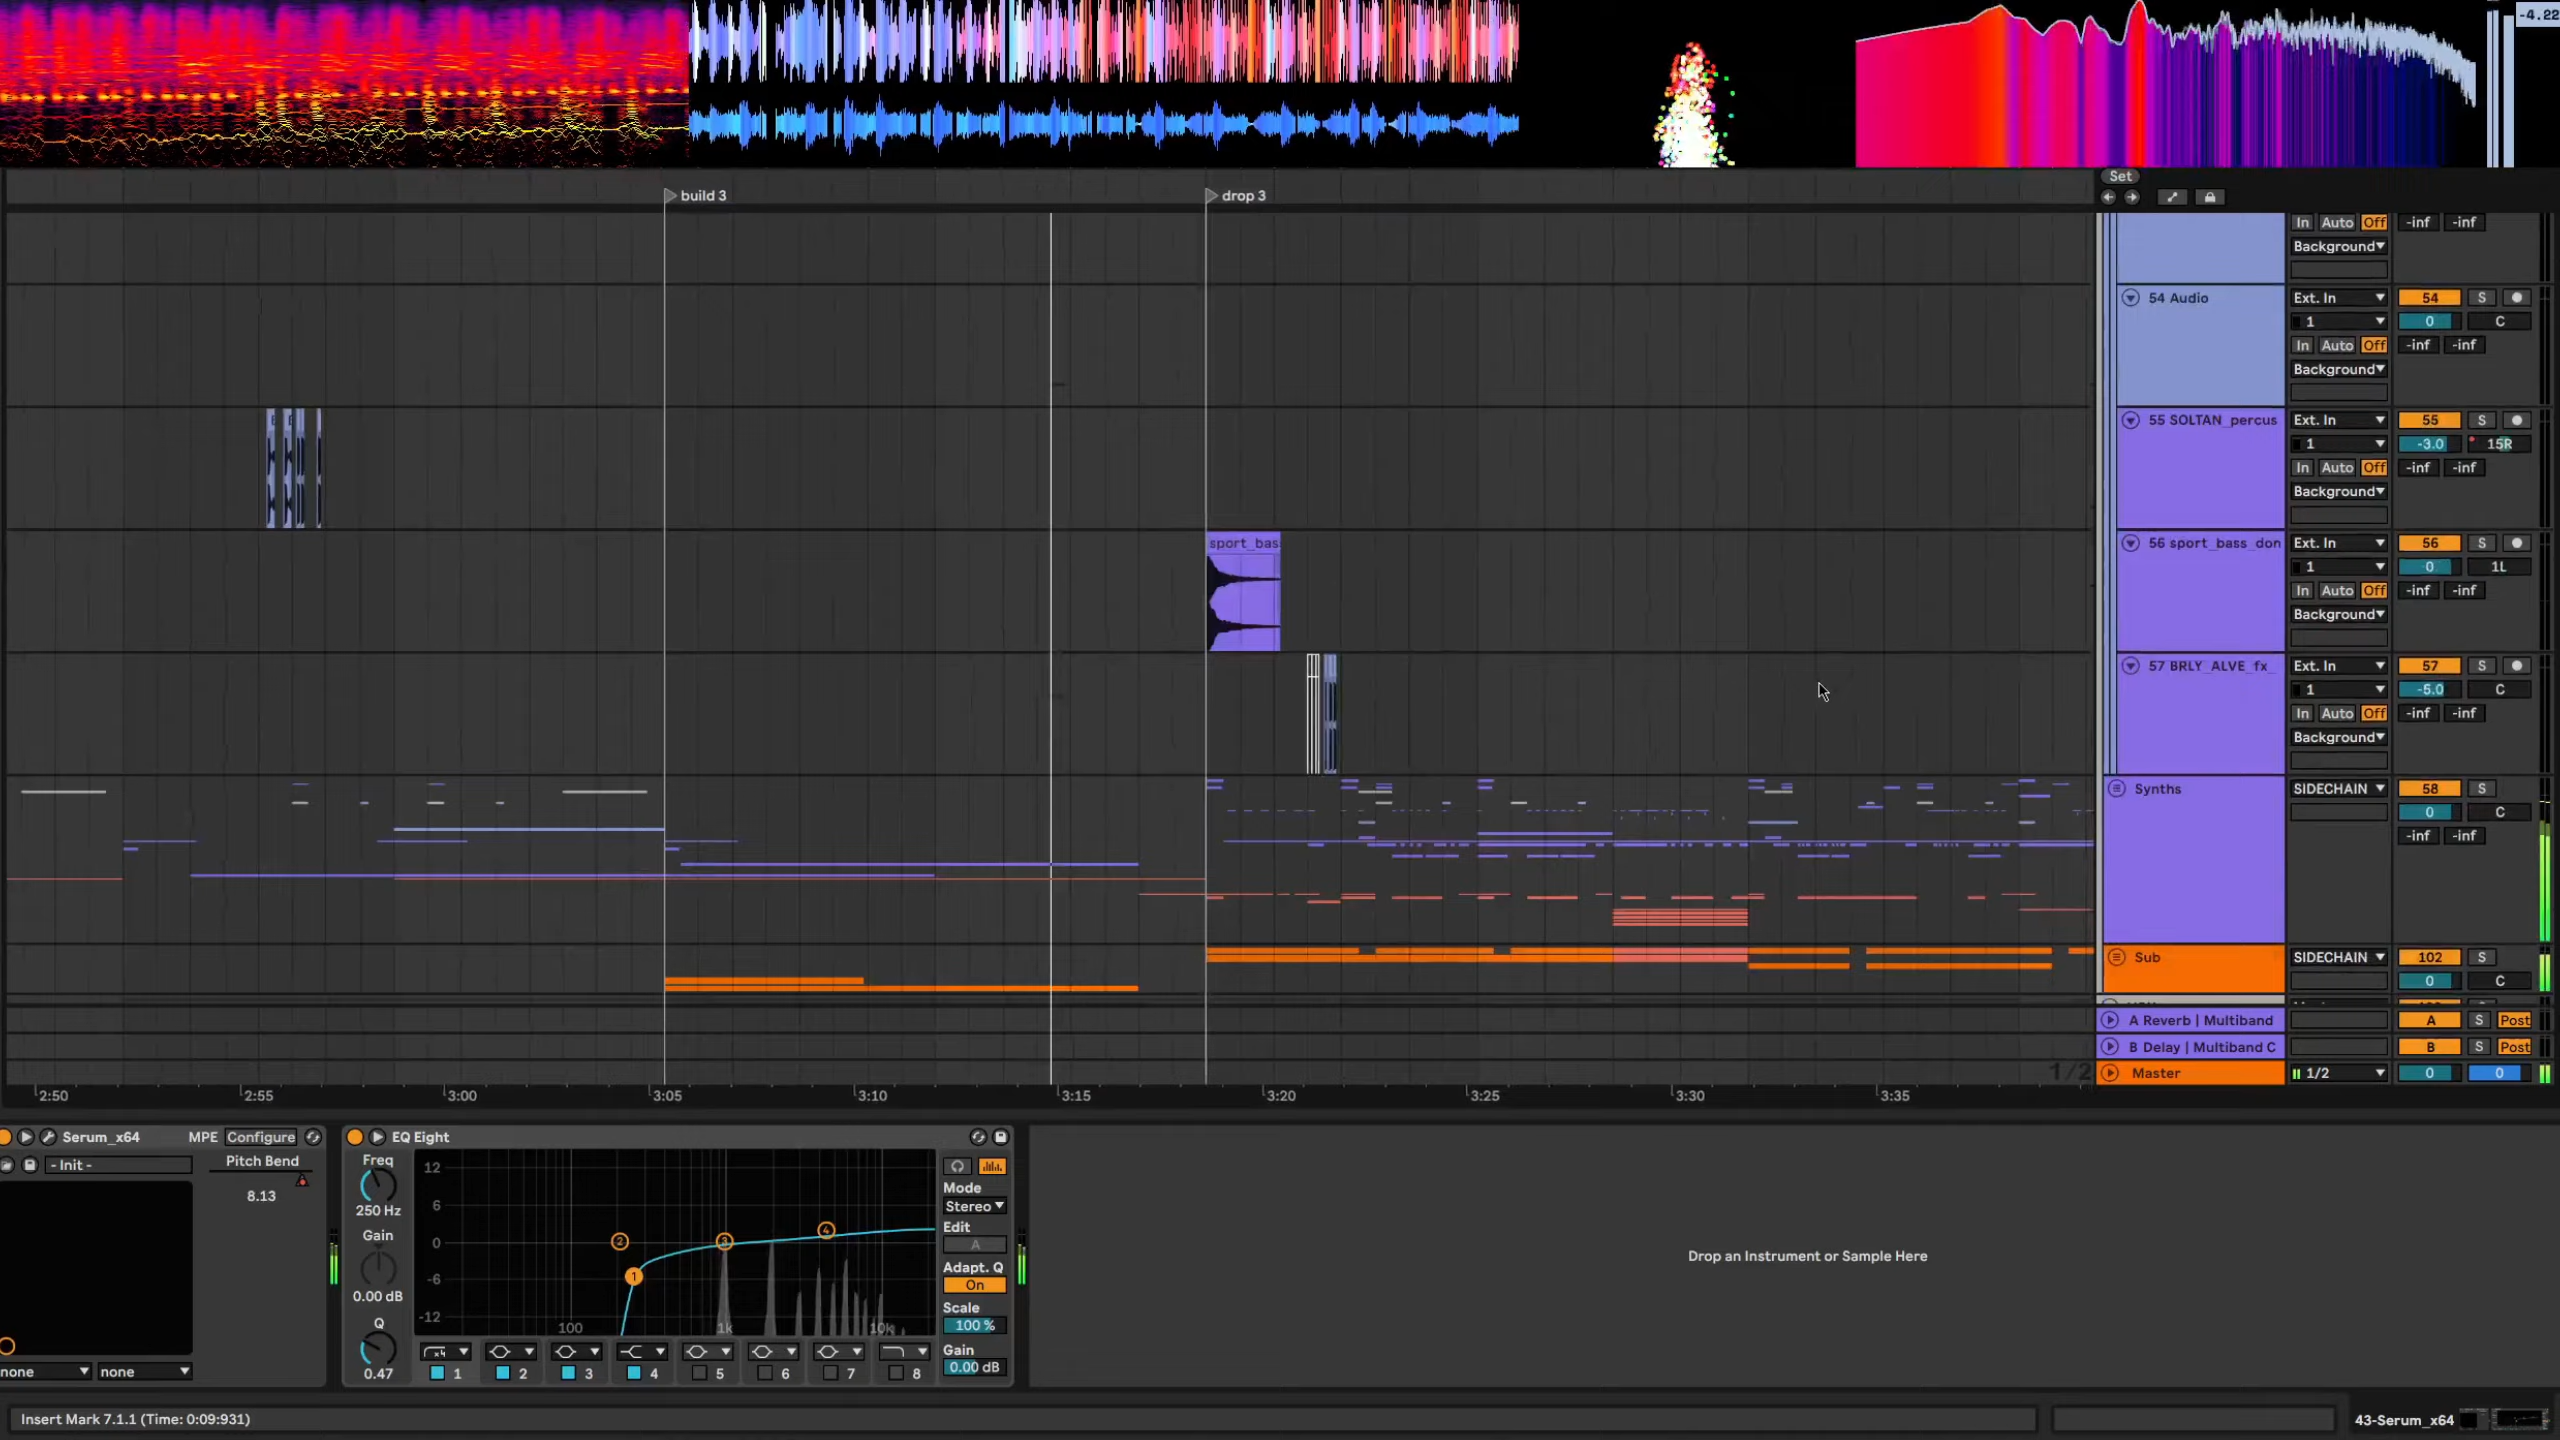 -4.22
build 3
drop 3
Set
In Auto Off -inf -inf
Background
54 Audio Ext. In 54 S
1 0 C
In Auto Off -inf -inf
Background
55 SOLTAN_percus Ext. In 55 S
1 -3.0 15R
In Auto Off -inf -inf
Background
sport_bas
56 sport_bass_don Ext. In 56 S
1 0 1L
In Auto Off -inf -inf
Background
57 BRLY_ALVE_fx_ Ext. In 57 S
1 -5.0 C
In Auto Off -inf -inf
Background
Synths SIDECHAIN 58 S
0 C
-inf -inf
Sub SIDECHAIN 102 S
0 C
A Reverb | Multiband A S Post
B Delay | Multiband C B S Post
1/2
Master 1/2 0 0
2:50 2:55 3:00 3:05 3:10 3:15 3:20 3:25 3:30 3:35
Serum_x64 MPE Configure
- Init -
Pitch Bend
8.13
none none
EQ Eight
Freq
250 Hz
Gain
0.00 dB
Q
0.47
12
6
0
-6
-12
100 1k 10k
1 2 3 4
1 2 3 4 5 6 7 8
Mode
Stereo
Edit
A
Adapt. Q
On
Scale
100 %
Gain
0.00 dB
Drop an Instrument or Sample Here
Insert Mark 7.1.1 (Time: 0:09:931)
43-Serum_x64